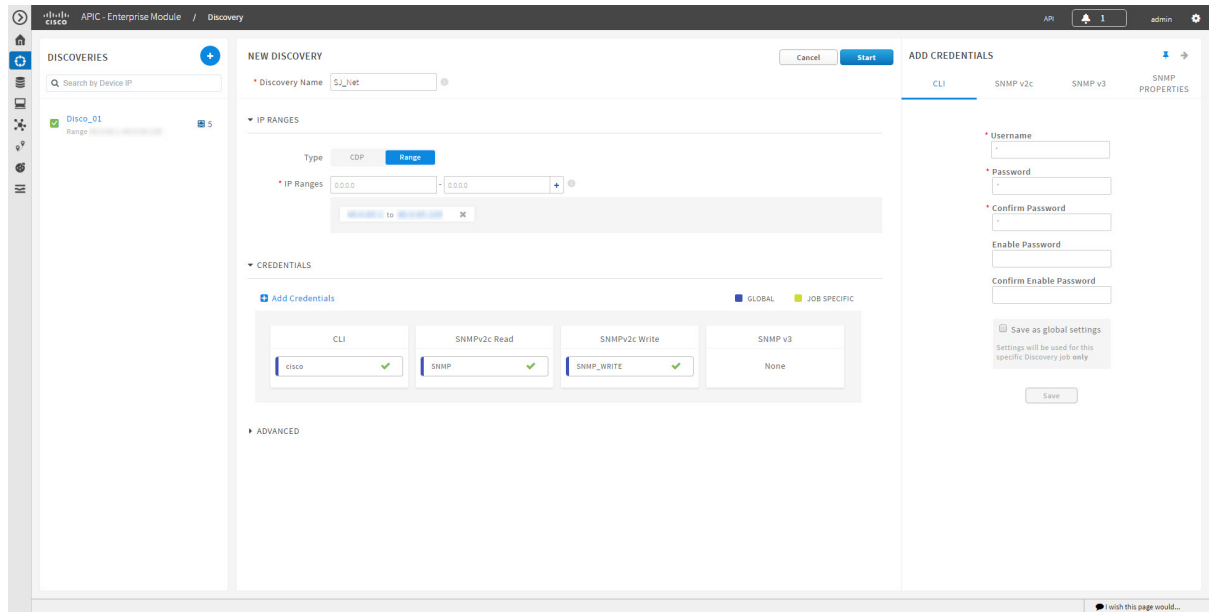 cisco APIC - Enterprise Module / Discovery
API 1 admin
DISCOVERIES
Search by Device IP
Disco_01
Range
5
NEW DISCOVERY
Cancel Start
* Discovery Name SJ_Net
IP RANGES
Type CDP Range
* IP Ranges 0.0.0.0 - 0.0.0.0 +
to
CREDENTIALS
Add Credentials
GLOBAL JOB SPECIFIC
CLI SNMPv2c Read SNMPv2c Write SNMP v3
cisco SNMP SNMP_WRITE None
ADVANCED
ADD CREDENTIALS
CLI SNMP v2c SNMP v3 SNMP PROPERTIES
* Username
* Password
* Confirm Password
Enable Password
Confirm Enable Password
Save as global settings
Settings will be used for this
specific Discovery job only
Save
I wish this page would...